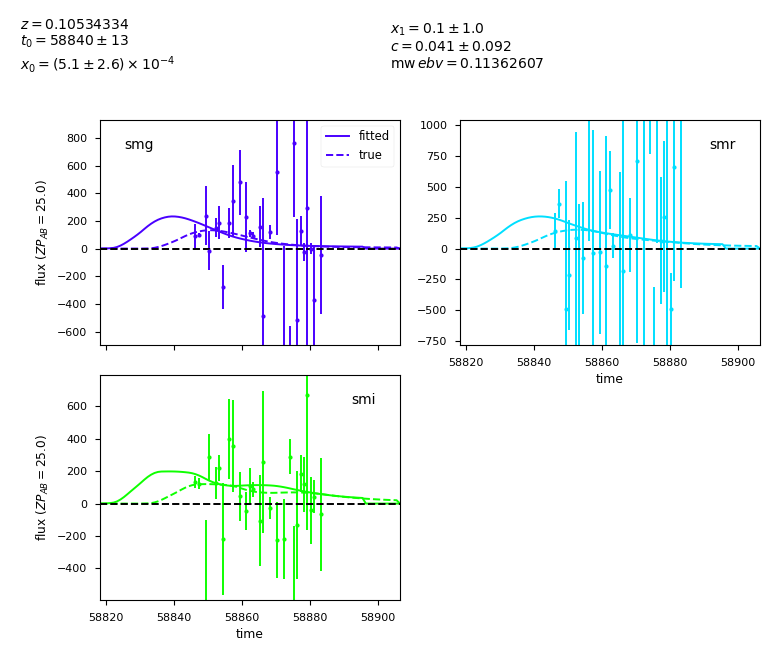 z = 0.10534334
t₀ = 58840 ± 13
x₀ = (5.1 ± 2.6) × 10⁻⁴
x₁ = 0.1 ± 1.0
c = 0.041 ± 0.092
mw ebv = 0.11362607
smg
fitted
true
flux (ZP_AB = 25.0)
800
600
400
200
0
−200
−400
−600
smr
1000
750
500
250
0
−250
−500
−750
58820 58840 58860 58880 58900
time
smi
flux (ZP_AB = 25.0)
600
400
200
0
−200
−400
58820 58840 58860 58880 58900
time